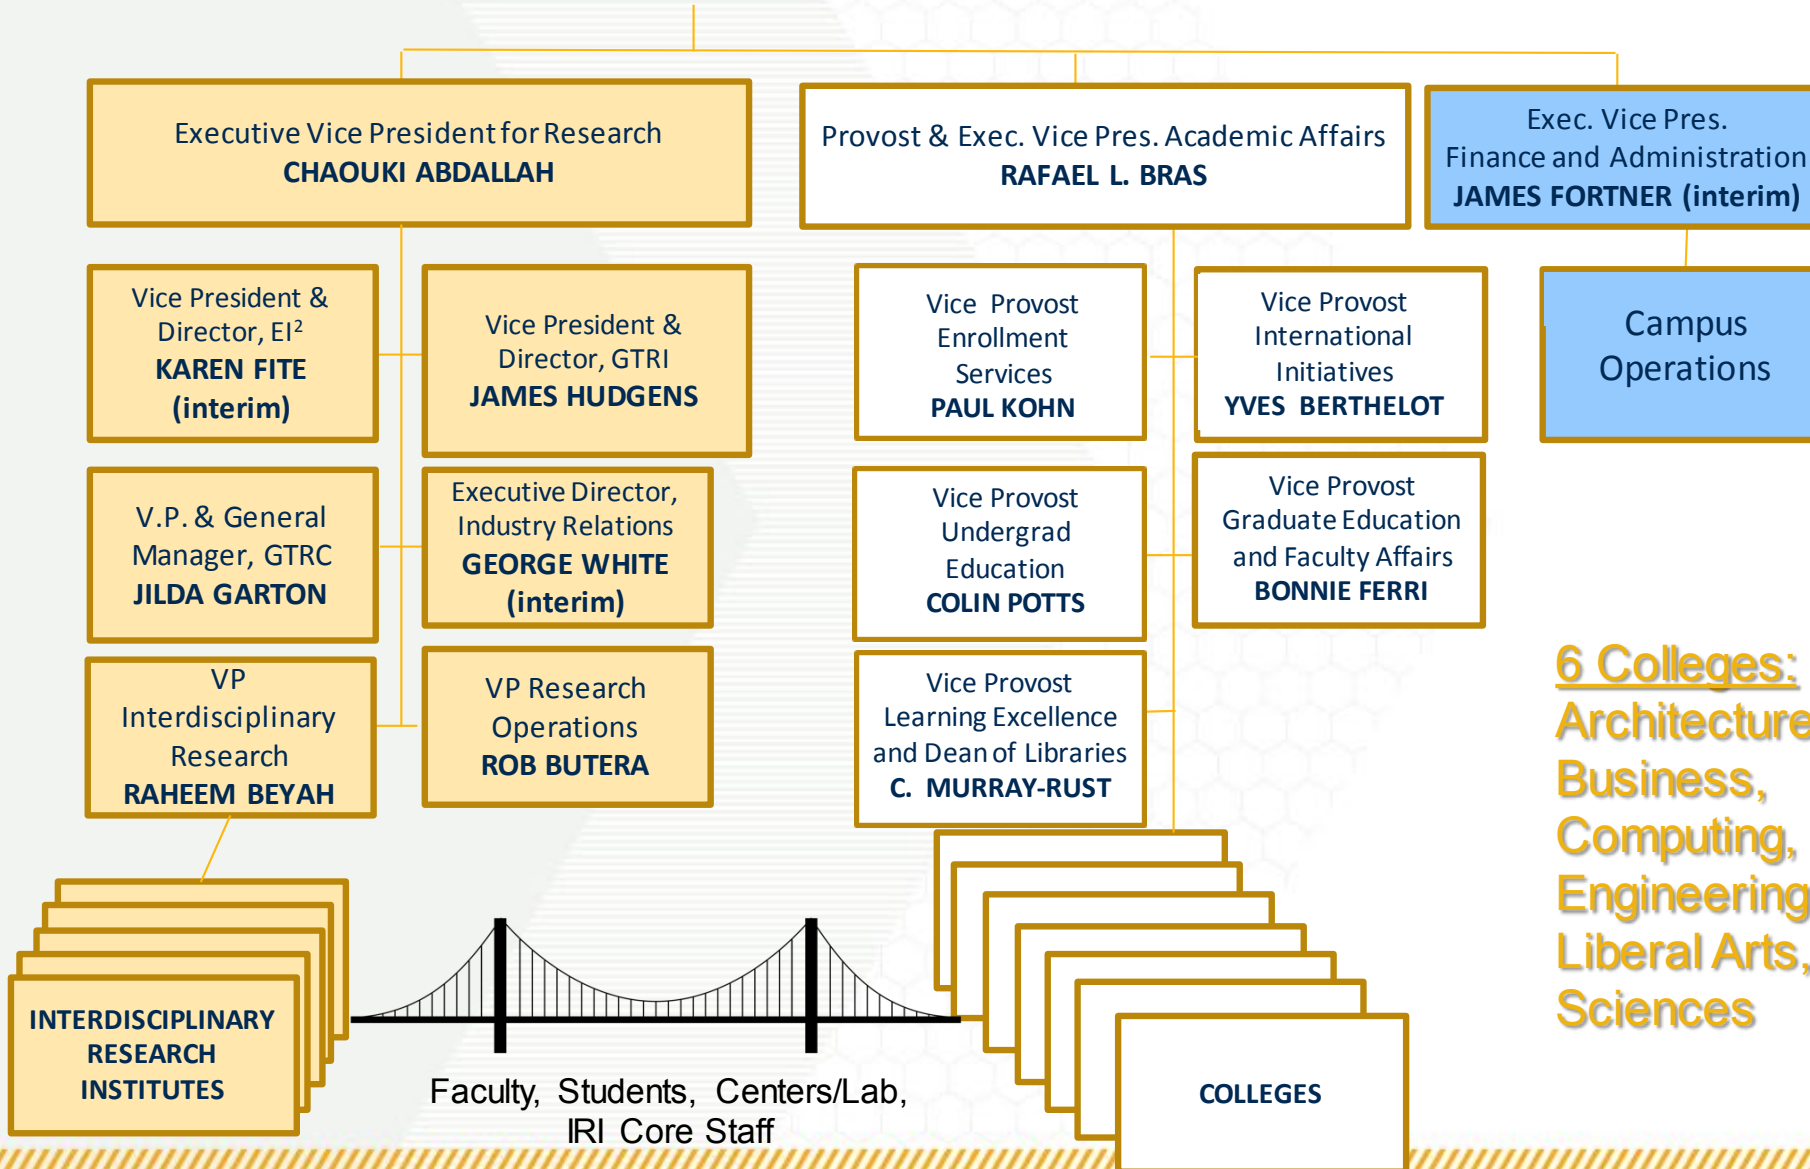 Executive Vice President for Research
CHAOUKI ABDALLAH
Provost & Exec. Vice Pres. Academic Affairs
RAFAEL L. BRAS
Exec. Vice Pres.
Finance and Administration
JAMES FORTNER (interim)
Vice President &
Director, EI²
KAREN FITE
(interim)
Vice President &
Director, GTRI
JAMES HUDGENS
Vice Provost
Enrollment
Services
PAUL KOHN
Vice Provost
International
Initiatives
YVES BERTHELOT
Campus
Operations
V.P. & General
Manager, GTRC
JILDA GARTON
Executive Director,
Industry Relations
GEORGE WHITE
(interim)
Vice Provost
Undergrad
Education
COLIN POTTS
Vice Provost
Graduate Education
and Faculty Affairs
BONNIE FERRI
VP
Interdisciplinary
Research
RAHEEM BEYAH
VP Research
Operations
ROB BUTERA
Vice Provost
Learning Excellence
and Dean of Libraries
C. MURRAY-RUST
6 Colleges:
Architecture
Business,
Computing,
Engineering
Liberal Arts,
Sciences
INTERDISCIPLINARY
RESEARCH
INSTITUTES
Faculty, Students, Centers/Lab,
IRI Core Staff
COLLEGES